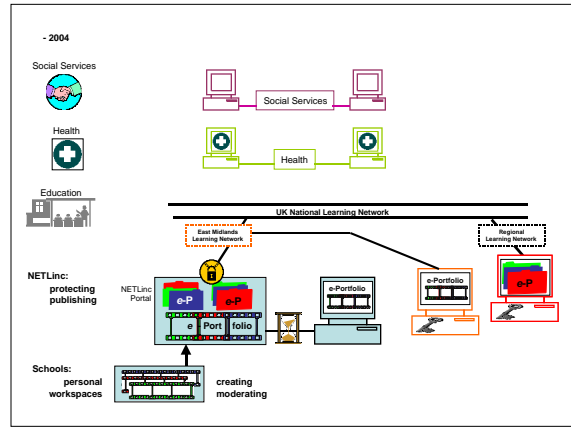 - 2004
Social Services
Social Services
Health
Health
Education
UK National Learning Network
East Midlands
Learning Network
Regional
Learning Network
NETLinc:
protecting
publishing
NETLinc
Portal
e-P
e-P
e-Portfolio
e-Portfolio
e-P
e Port folio
Schools:
personal
workspaces
creating
moderating